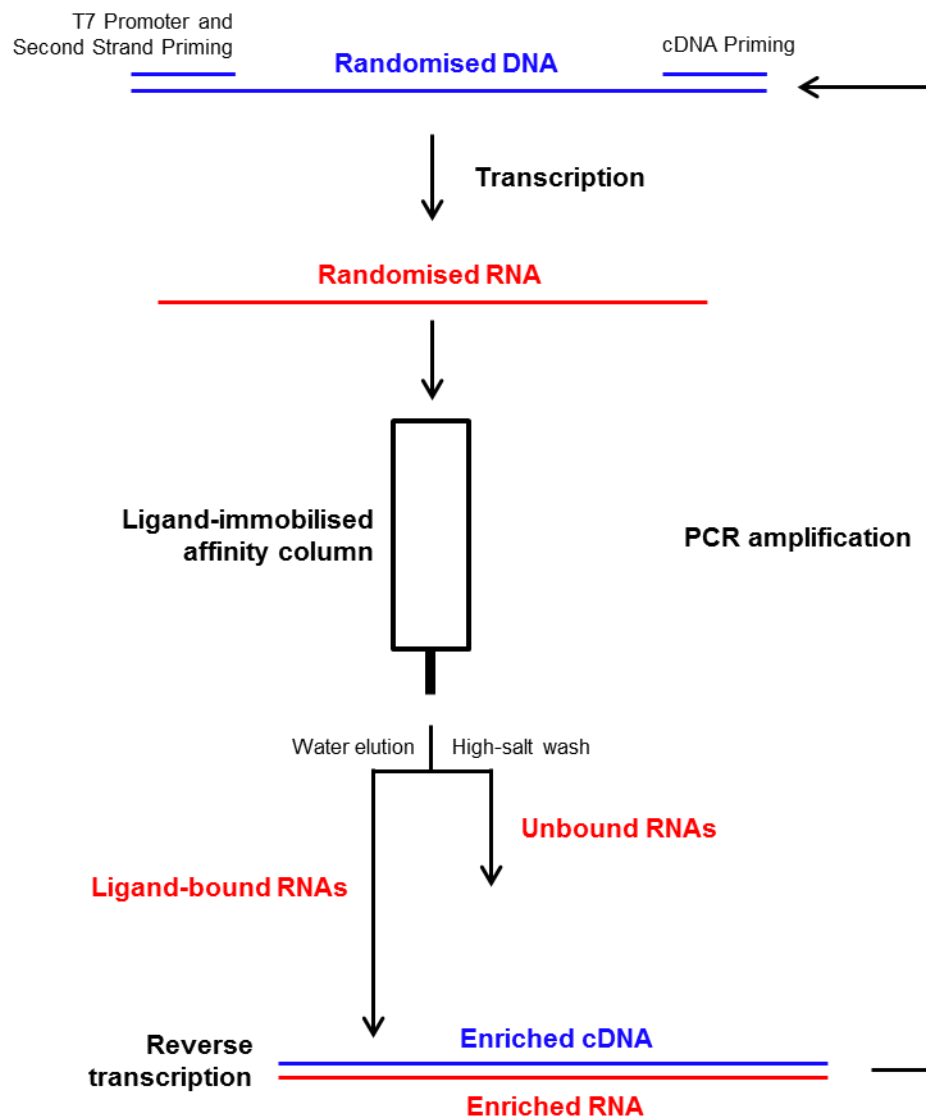 T7 Promoter and
Second Strand Priming
Randomised DNA
cDNA Priming
Transcription
Randomised RNA
Ligand-immobilised
affinity column
PCR amplification
Water elution
High-salt wash
Unbound RNAs
Ligand-bound RNAs
Reverse
transcription
Enriched cDNA
Enriched RNA